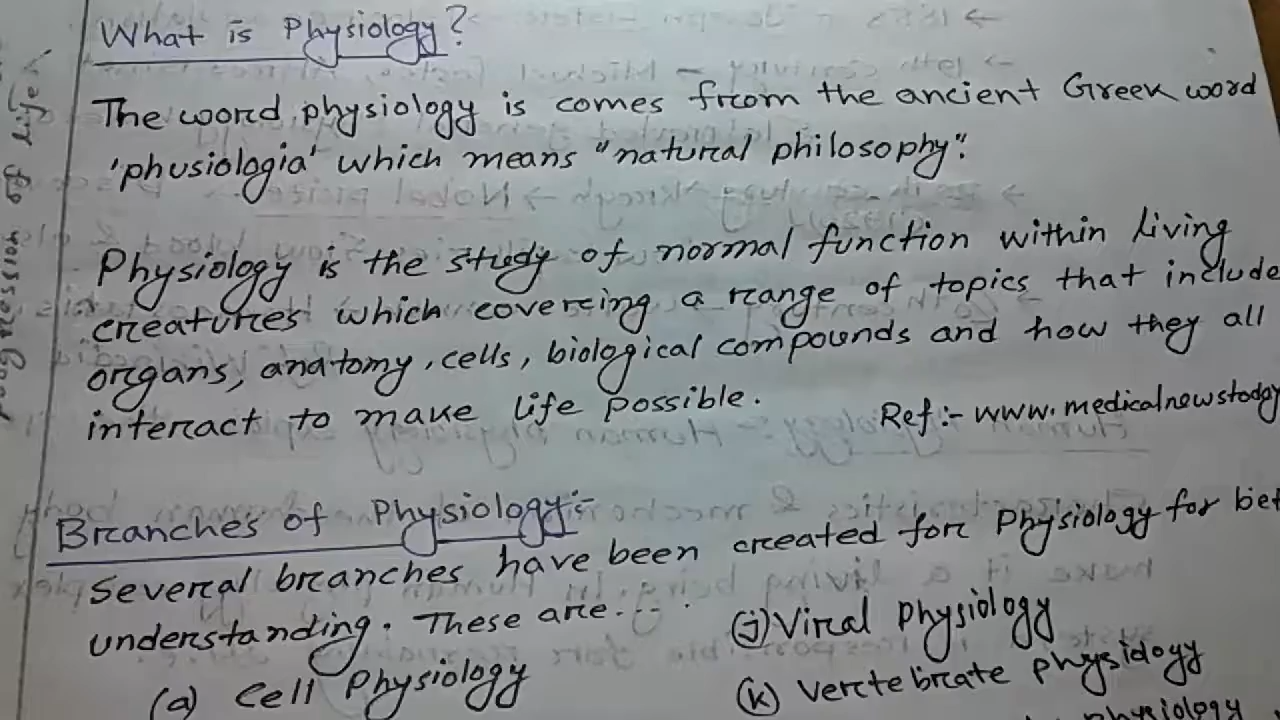 What is Physiology?
The word physiology is comes from the ancient Greek word
'phusiologia' which means "natural philosophy".
Physiology is the study of normal function within living
creatures which covering a range of topics that include
organs, anatomy, cells, biological compounds and how they all
interact to make life possible.
Ref:- www.medicalnewstoday
Branches of Physiology:-
Several branches have been created for Physiology for bet
understanding. These are---.
(a) Cell Physiology
(j) Viral Physiology
(k) Vertebrate physiology
physiology